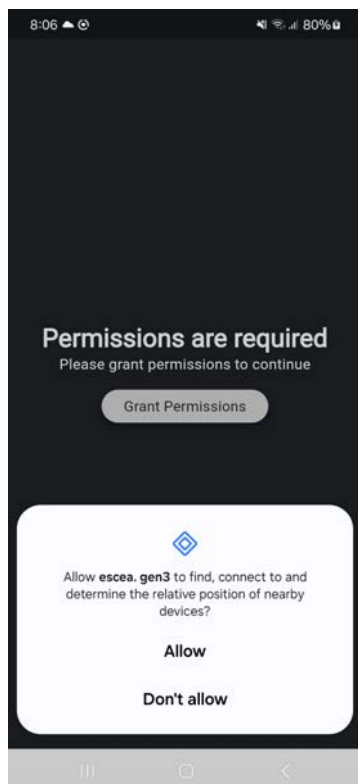 8:06
80%
Permissions are required
Please grant permissions to continue
Grant Permissions
Allow escea. gen3 to find, connect to and
determine the relative position of nearby
devices?
Allow
Don't allow